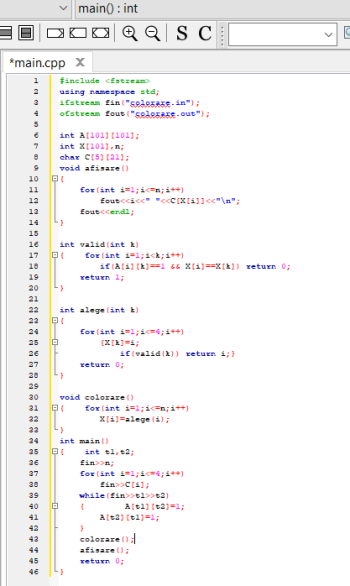 main() : int
S C
*main.cpp X
1 #include <fstream>
2 using namespace std;
3 ifstream fin("colorare.in");
4 ofstream fout("colorare.out");
5
6 int A[101][101];
7 int X[101],n;
8 char C[5][21];
9 void afisare()
10 {
11 for(int i=1;i<=n;i++)
12 fout<<i<<" "<<C[X[i]]<<"\n";
13 fout<<endl;
14 }
15
16 int valid(int k)
17 { for(int i=1;i<k;i++)
18 if(A[i][k]==1 && X[i]==X[k]) return 0;
19 return 1;
20 }
21
22 int alege(int k)
23 {
24 for(int i=1;i<=4;i++)
25 {X[k]=i;
26 if(valid(k)) return i;}
27 return 0;
28 }
29
30 void colorare()
31 { for(int i=1;i<=n;i++)
32 X[i]=alege(i);
33 }
34 int main()
35 { int t1,t2;
36 fin>>n;
37 for(int i=1;i<=4;i++)
38 fin>>C[i];
39 while(fin>>t1>>t2)
40 { A[t1][t2]=1;
41 A[t2][t1]=1;
42 }
43 colorare();
44 afisare();
45 return 0;
46 }